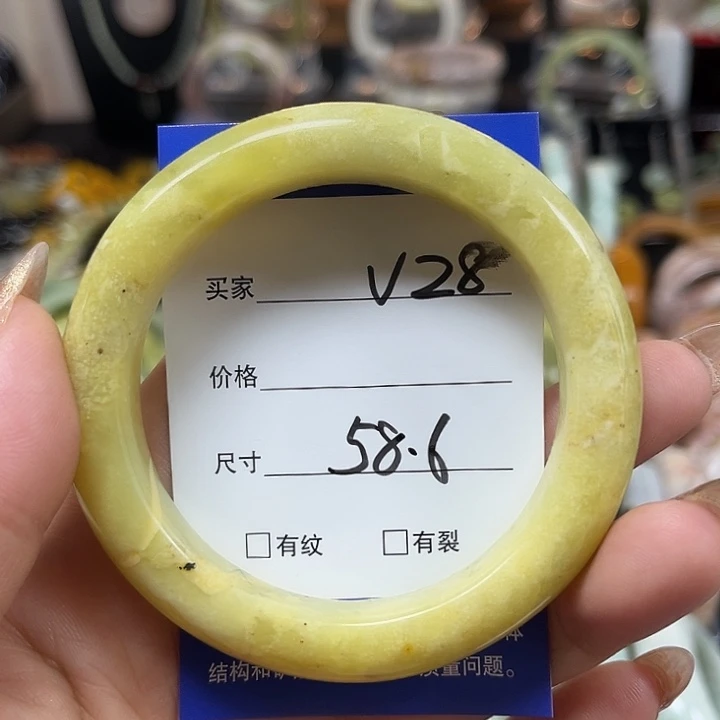 买家 V28
价格
尺寸 58.6
□有纹 □有裂
体
结构和 质量问题。